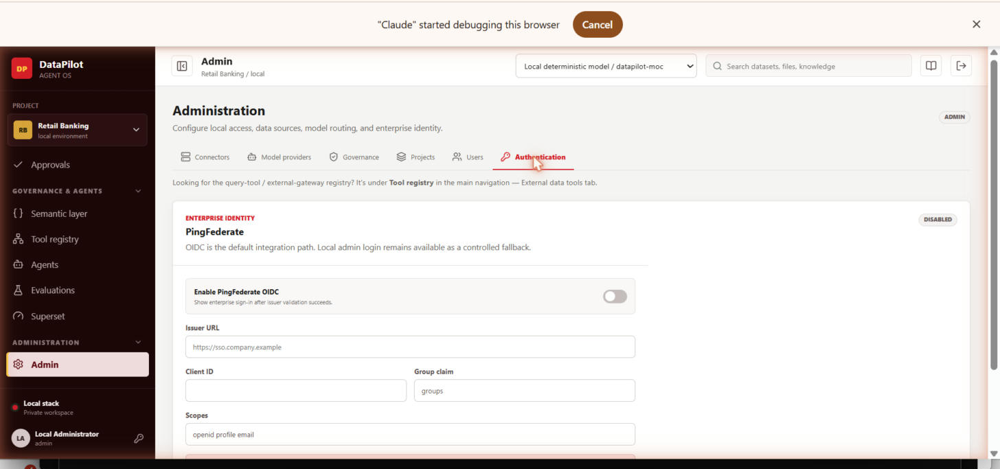 "Claude" started debugging this browser
Cancel
DP
DataPilot
AGENT OS
PROJECT
RB
Retail Banking
local environment
Approvals
GOVERNANCE & AGENTS
Semantic layer
Tool registry
Agents
Evaluations
Superset
ADMINISTRATION
Admin
Local stack
Private workspace
LA
Local Administrator
admin
Admin
Retail Banking / local
Local deterministic model / datapilot-moc
Search datasets, files, knowledge
Administration
Configure local access, data sources, model routing, and enterprise identity.
ADMIN
Connectors
Model providers
Governance
Projects
Users
Authentication
Looking for the query-tool / external-gateway registry? It's under Tool registry in the main navigation — External data tools tab.
ENTERPRISE IDENTITY
DISABLED
PingFederate
OIDC is the default integration path. Local admin login remains available as a controlled fallback.
Enable PingFederate OIDC
Show enterprise sign-in after issuer validation succeeds.
Issuer URL
https://sso.company.example
Client ID
Group claim
groups
Scopes
openid profile email